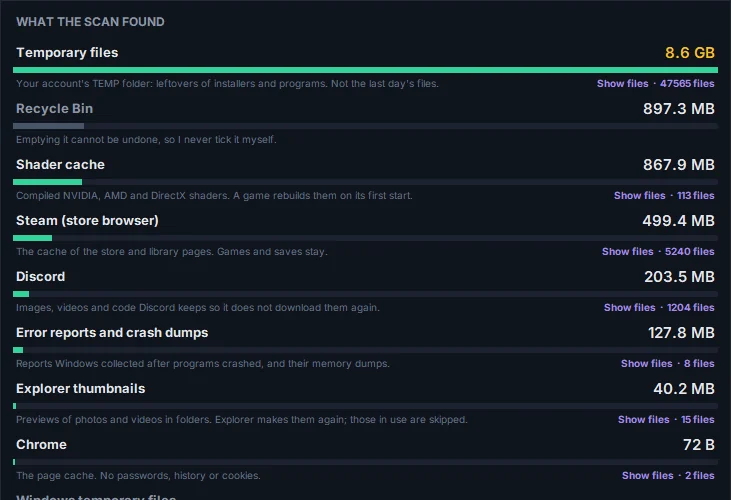 WHAT THE SCAN FOUND
Temporary files 8.6 GB
Your account's TEMP folder: leftovers of installers and programs. Not the last day's files. Show files · 47565 files
Recycle Bin 897.3 MB
Emptying it cannot be undone, so I never tick it myself.
Shader cache 867.9 MB
Compiled NVIDIA, AMD and DirectX shaders. A game rebuilds them on its first start. Show files · 113 files
Steam (store browser) 499.4 MB
The cache of the store and library pages. Games and saves stay. Show files · 5240 files
Discord 203.5 MB
Images, videos and code Discord keeps so it does not download them again. Show files · 1204 files
Error reports and crash dumps 127.8 MB
Reports Windows collected after programs crashed, and their memory dumps. Show files · 8 files
Explorer thumbnails 40.2 MB
Previews of photos and videos in folders. Explorer makes them again; those in use are skipped. Show files · 15 files
Chrome 72 B
The page cache. No passwords, history or cookies. Show files · 2 files
Windows temporary files